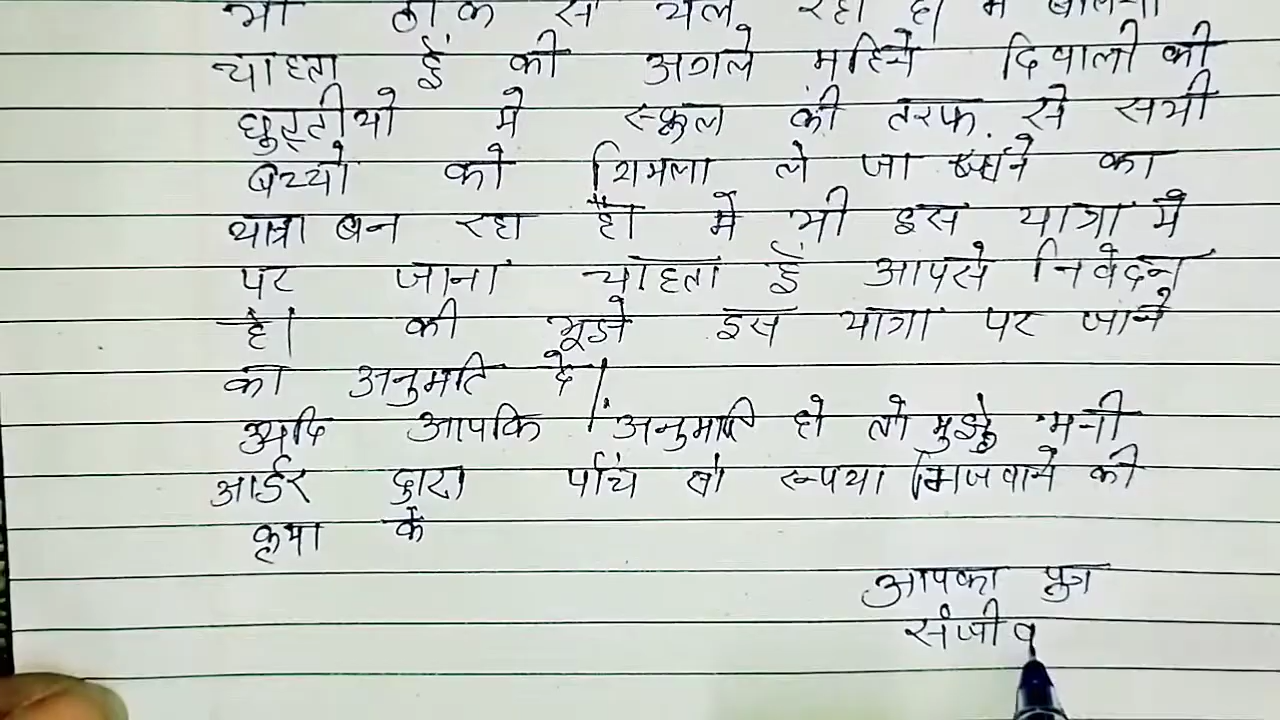 भी ठीक से चल रहा है। मैं बोलना
चाहता हूँ की अगले महिने दिवाली की
छुट्टीयो मे स्कूल की तरफ से सभी
बच्चो को शिमला ले जा ने का
यात्रा बन रहा है। मै भी इस यात्रा मे
पर जाना चाहता हूँ आपसे निवेदन
है। की मूझे इस यात्रा पर जाने
का अनुमति दे।
यदि आपकि अनुमति हो तो मुझे मनी
आर्डर द्वारा पाँच सो रूपया भिजवाने की
कृपा के
आपका पुत्र
संजीव